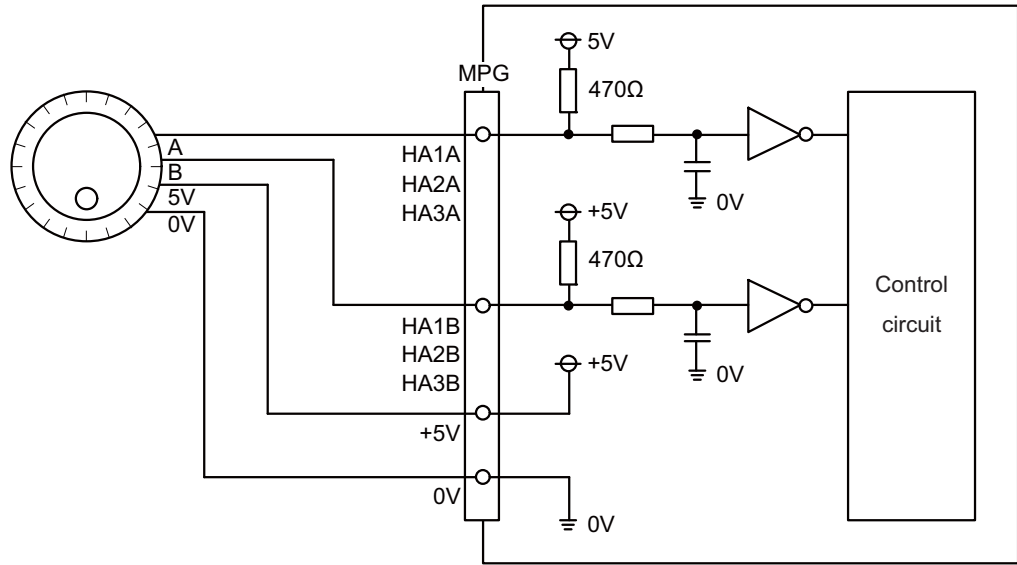 5V
MPG
470Ω
A
HA1A
B
HA2A
0V
5V
HA3A
+5V
0V
470Ω
Control
circuit
HA1B
HA2B
+5V
0V
HA3B
+5V
0V
0V